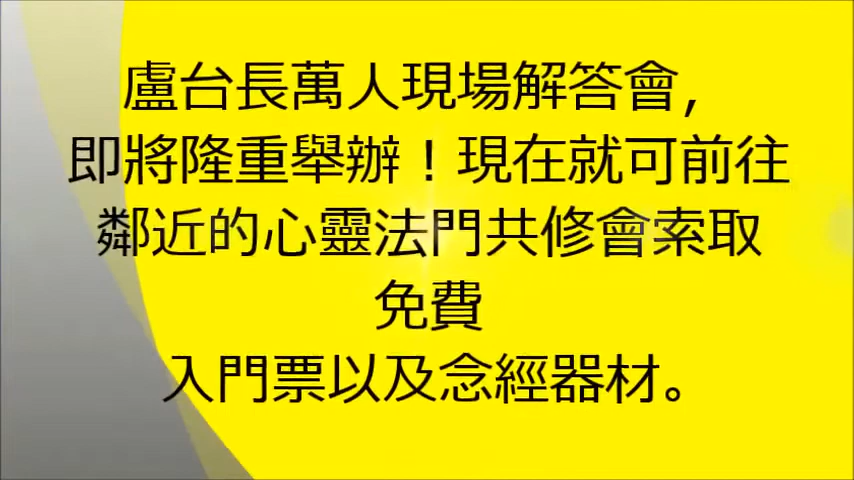 盧台長萬人現場解答會，
即將隆重舉辦！現在就可前往
鄰近的心靈法門共修會索取
免費
入門票以及念經器材。